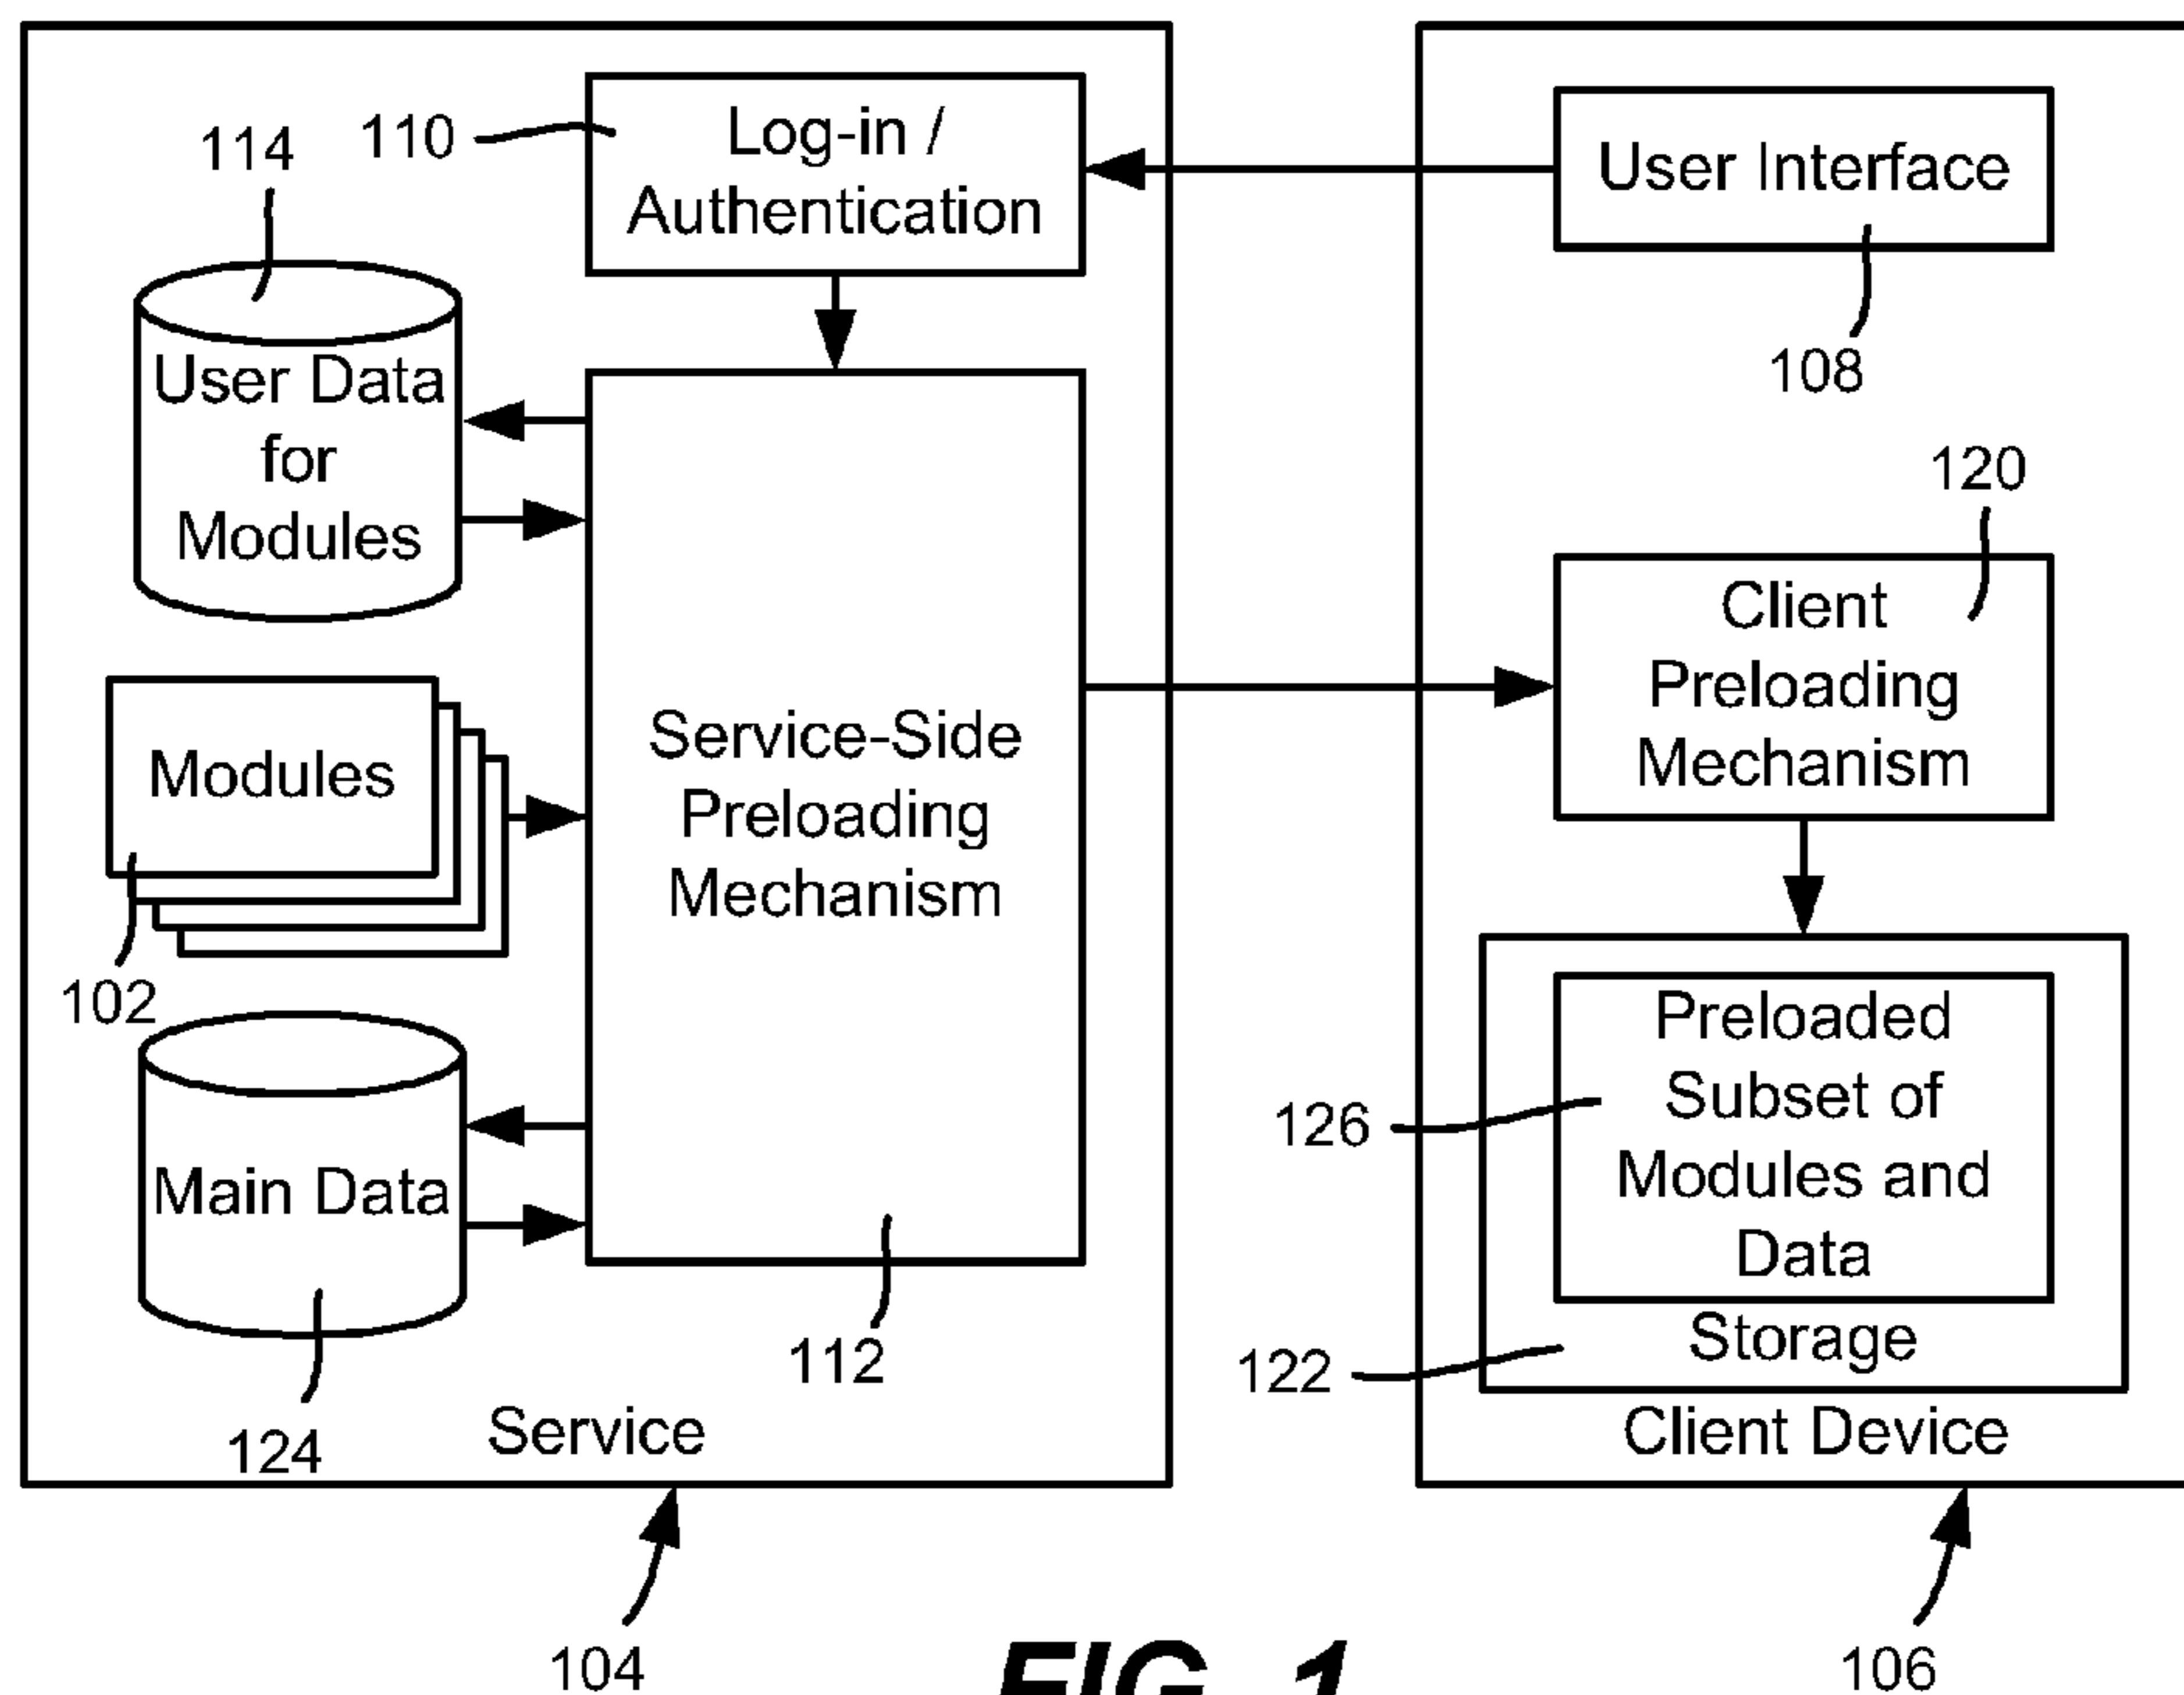 110
Log-in /
Authentication
114
User Data
for
Modules
Modules
102
Service-Side
Preloading
Mechanism
112
Main Data
124
Service
104
User Interface
108
120
Client
Preloading
Mechanism
126
Preloaded
Subset of
Modules and
Data
122
Storage
Client Device
106
FIG. 1